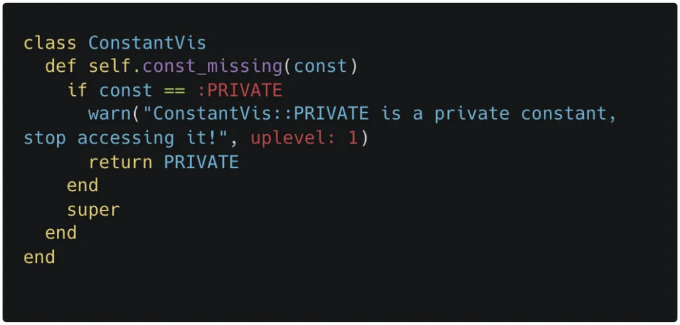 class ConstantVis
  def self.const_missing(const)
    if const == :PRIVATE
      warn("ConstantVis::PRIVATE is a private constant,
stop accessing it!", uplevel: 1)
      return PRIVATE
    end
    super
  end
end